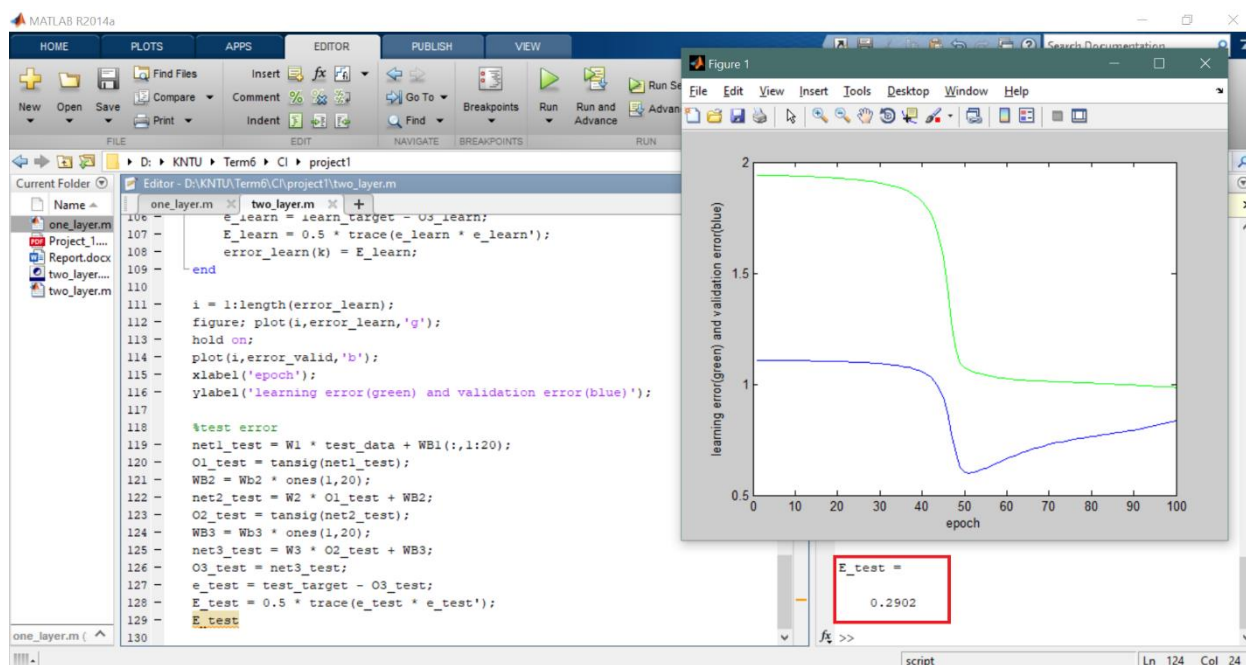 MATLAB R2014a
HOME PLOTS APPS EDITOR PUBLISH VIEW
Find Files
Compare
Print
New Open Save
FILE
Insert
Comment
Indent
EDIT
Go To
Find
NAVIGATE
Breakpoints
BREAKPOINTS
Run
Run and Advance
Advan
RUN
D: KNTU Term6 CI project1
Current Folder
Name
one_layer.m
Project_1....
Report.docx
two_layer....
two_layer.m
one_layer.m (
Editor - D:\KNTU\Term6\CI\project1\two_layer.m
one_layer.m two_layer.m
106 e_learn = learn_target - O3_learn;
107 E_learn = 0.5 * trace(e_learn * e_learn');
108 error_learn(k) = E_learn;
109 end
110
111 i = 1:length(error_learn);
112 figure; plot(i,error_learn,'g');
113 hold on;
114 plot(i,error_valid,'b');
115 xlabel('epoch');
116 ylabel('learning error(green) and validation error(blue)');
117
118 %test error
119 net1_test = W1 * test_data + WB1(:,1:20);
120 O1_test = tansig(net1_test);
121 WB2 = Wb2 * ones(1,20);
122 net2_test = W2 * O1_test + WB2;
123 O2_test = tansig(net2_test);
124 WB3 = Wb3 * ones(1,20);
125 net3_test = W3 * O2_test + WB3;
126 O3_test = net3_test;
127 e_test = test_target - O3_test;
128 E_test = 0.5 * trace(e_test * e_test');
129 E_test
130
Figure 1
File Edit View Insert Tools Desktop Window Help
learning error(green) and validation error(blue)
2
1.5
1
0.5
0 10 20 30 40 50 60 70 80 90 100
epoch
E_test =
0.2902
fx >>
script
Ln 124 Col 24